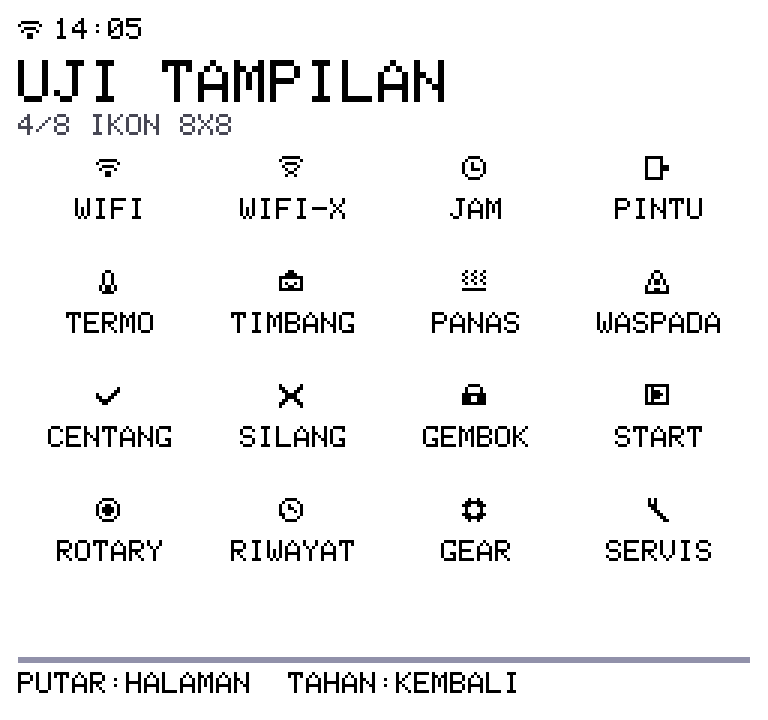 14:05
UJI TAMPILAN
4/8 IKON 8X8
WIFI WIFI-X JAM PINTU
TERMO TIMBANG PANAS WASPADA
CENTANG SILANG GEMBOK START
ROTARY RIWAYAT GEAR SERVIS
PUTAR:HALAMAN TAHAN:KEMBALI